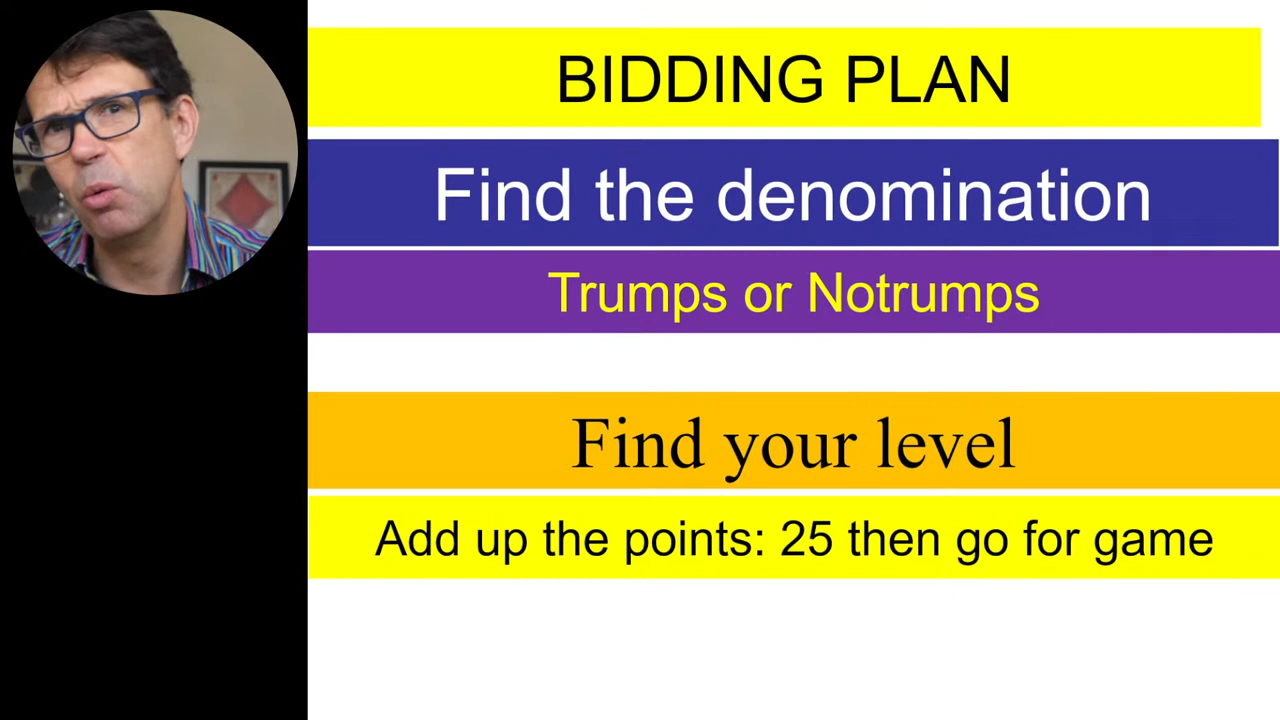 BIDDING PLAN
Find the denomination
Trumps or Notrumps
Find your level
Add up the points: 25 then go for game